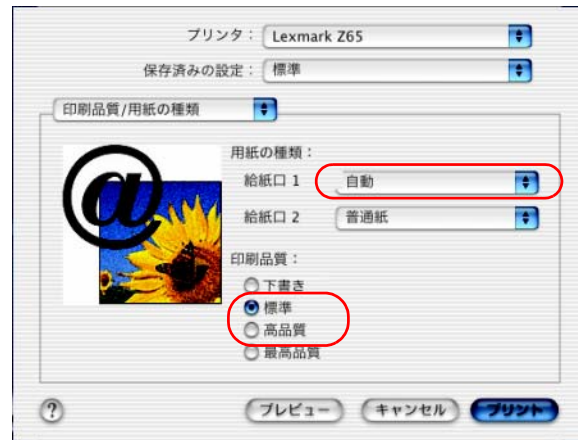 プリンタ： Lexmark Z65
保存済みの設定： 標準
印刷品質/用紙の種類
用紙の種類：
給紙口 1 自動
給紙口 2 普通紙
印刷品質：
下書き
標準
高品質
最高品質
? プレビュー キャンセル プリント